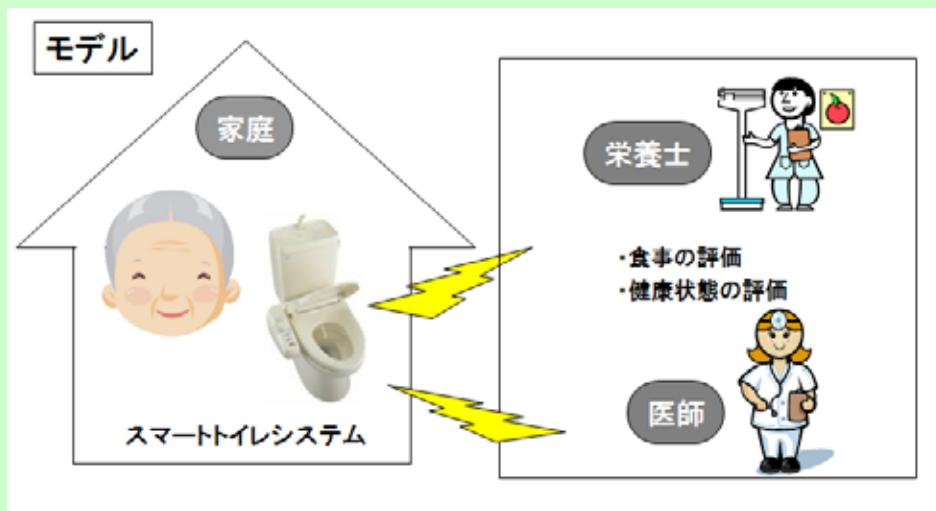 モデル
家庭
スマートトイレシステム
栄養士
・食事の評価
・健康状態の評価
医師